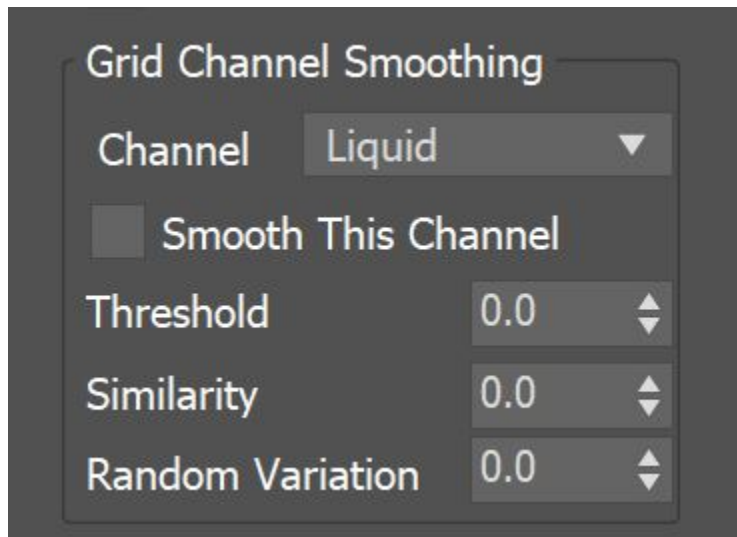 Grid Channel Smoothing
Channel Liquid
Smooth This Channel
Threshold 0.0
Similarity 0.0
Random Variation 0.0